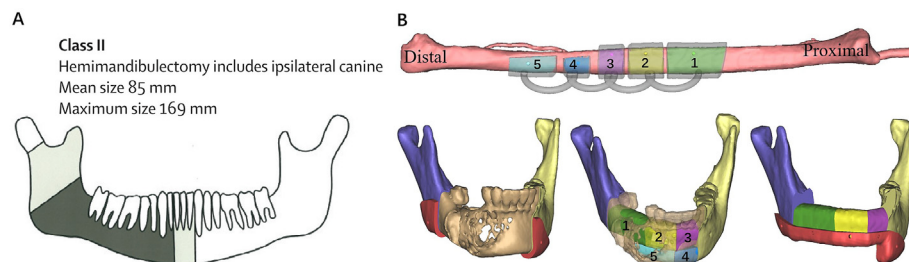 A
Class II
Hemimandibulectomy includes ipsilateral canine
Mean size 85 mm
Maximum size 169 mm
B
Distal
5 4 3 2 1
Proximal
1 2 3
5 4